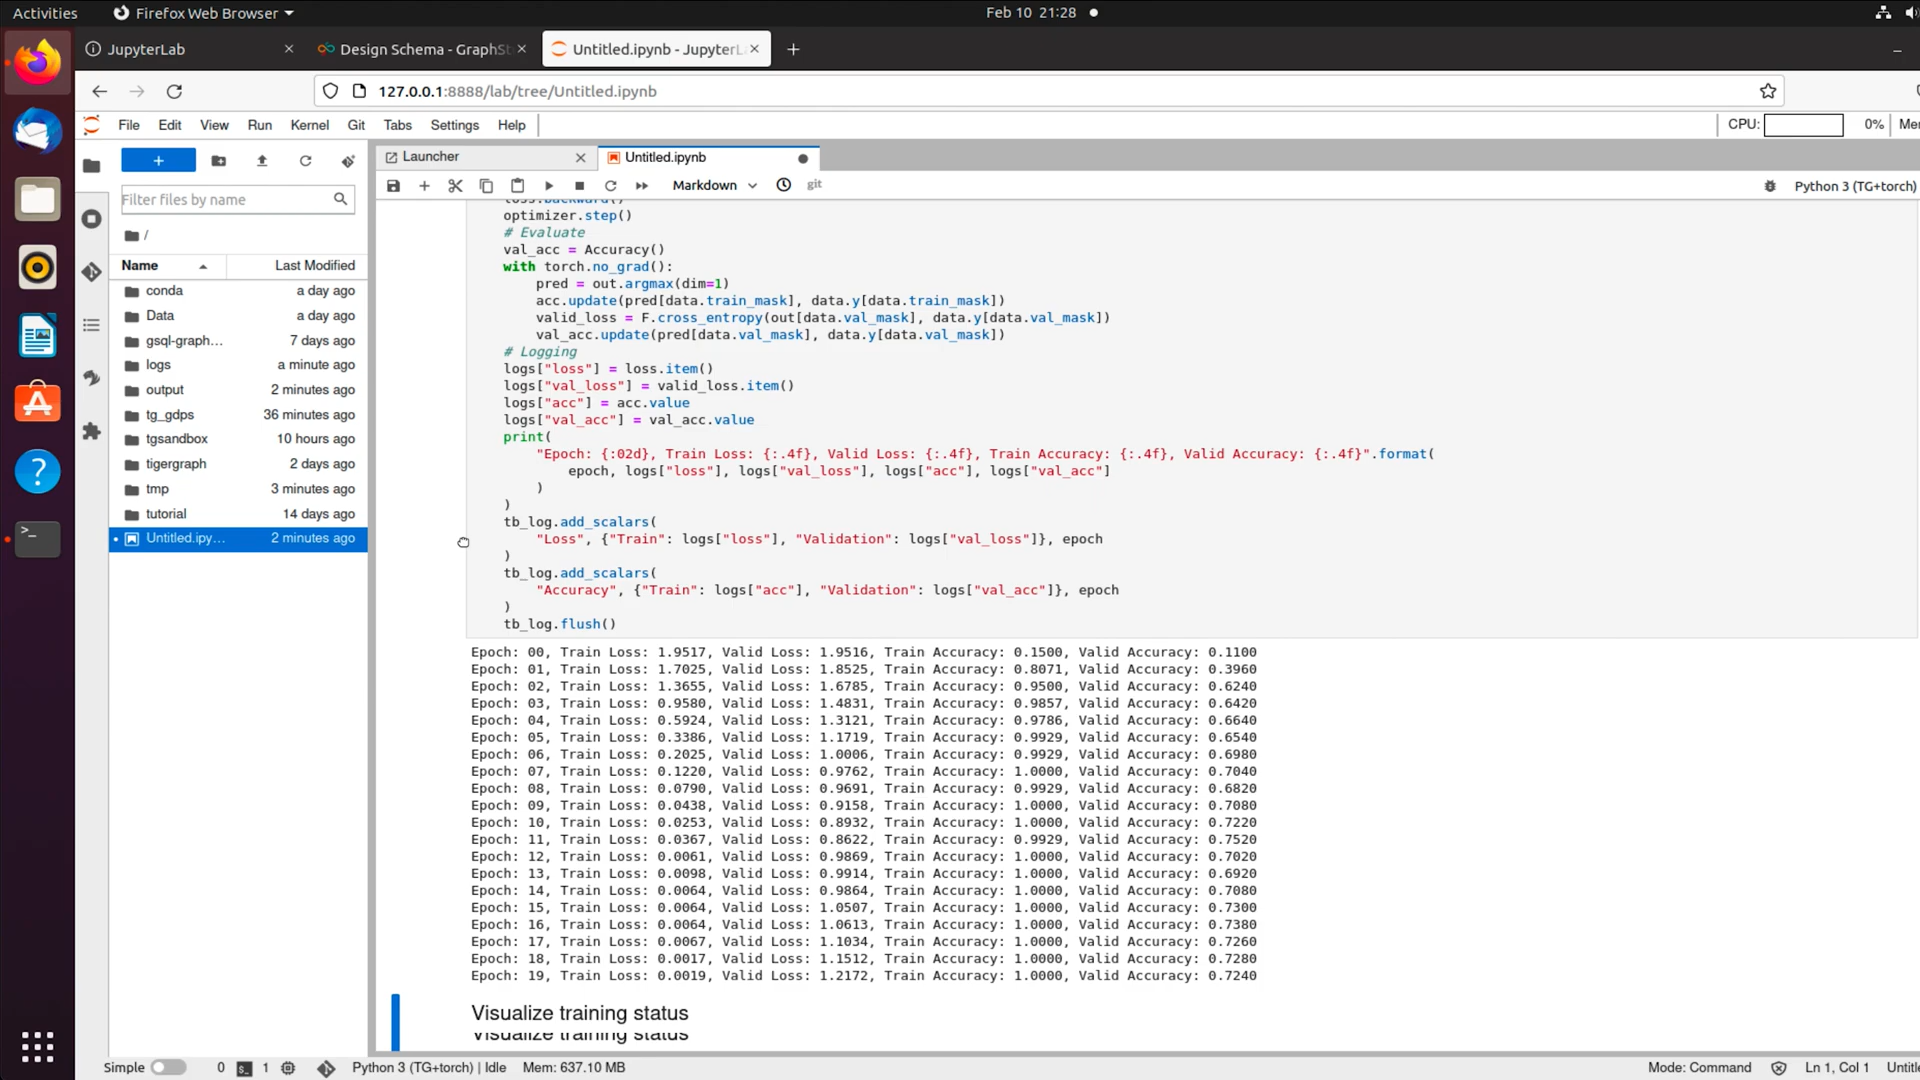 Activities
Firefox Web Browser
Feb 10 21:28
JupyterLab
Design Schema - GraphSt
Untitled.ipynb - JupyterL
127.0.0.1:8888/lab/tree/Untitled.ipynb
File Edit View Run Kernel Git Tabs Settings Help
CPU: 0% Mem
Launcher
Untitled.ipynb
Markdown
git
Python 3 (TG+torch)
Filter files by name
/
Name Last Modified
conda a day ago
Data a day ago
gsql-graph... 7 days ago
logs a minute ago
output 2 minutes ago
tg_gdps 36 minutes ago
tgsandbox 10 hours ago
tigergraph 2 days ago
tmp 3 minutes ago
tutorial 14 days ago
Untitled.ipy... 2 minutes ago
loss.backward()
optimizer.step()
# Evaluate
val_acc = Accuracy()
with torch.no_grad():
pred = out.argmax(dim=1)
acc.update(pred[data.train_mask], data.y[data.train_mask])
valid_loss = F.cross_entropy(out[data.val_mask], data.y[data.val_mask])
val_acc.update(pred[data.val_mask], data.y[data.val_mask])
# Logging
logs["loss"] = loss.item()
logs["val_loss"] = valid_loss.item()
logs["acc"] = acc.value
logs["val_acc"] = val_acc.value
print(
"Epoch: {:02d}, Train Loss: {:.4f}, Valid Loss: {:.4f}, Train Accuracy: {:.4f}, Valid Accuracy: {:.4f}".format(
epoch, logs["loss"], logs["val_loss"], logs["acc"], logs["val_acc"]
)
)
tb_log.add_scalars(
"Loss", {"Train": logs["loss"], "Validation": logs["val_loss"]}, epoch
)
tb_log.add_scalars(
"Accuracy", {"Train": logs["acc"], "Validation": logs["val_acc"]}, epoch
)
tb_log.flush()
Epoch: 00, Train Loss: 1.9517, Valid Loss: 1.9516, Train Accuracy: 0.1500, Valid Accuracy: 0.1100
Epoch: 01, Train Loss: 1.7025, Valid Loss: 1.8525, Train Accuracy: 0.8071, Valid Accuracy: 0.3960
Epoch: 02, Train Loss: 1.3655, Valid Loss: 1.6785, Train Accuracy: 0.9500, Valid Accuracy: 0.6240
Epoch: 03, Train Loss: 0.9580, Valid Loss: 1.4831, Train Accuracy: 0.9857, Valid Accuracy: 0.6420
Epoch: 04, Train Loss: 0.5924, Valid Loss: 1.3121, Train Accuracy: 0.9786, Valid Accuracy: 0.6640
Epoch: 05, Train Loss: 0.3386, Valid Loss: 1.1719, Train Accuracy: 0.9929, Valid Accuracy: 0.6540
Epoch: 06, Train Loss: 0.2025, Valid Loss: 1.0006, Train Accuracy: 0.9929, Valid Accuracy: 0.6980
Epoch: 07, Train Loss: 0.1220, Valid Loss: 0.9762, Train Accuracy: 1.0000, Valid Accuracy: 0.7040
Epoch: 08, Train Loss: 0.0790, Valid Loss: 0.9691, Train Accuracy: 0.9929, Valid Accuracy: 0.6820
Epoch: 09, Train Loss: 0.0438, Valid Loss: 0.9158, Train Accuracy: 1.0000, Valid Accuracy: 0.7080
Epoch: 10, Train Loss: 0.0253, Valid Loss: 0.8932, Train Accuracy: 1.0000, Valid Accuracy: 0.7220
Epoch: 11, Train Loss: 0.0367, Valid Loss: 0.8622, Train Accuracy: 0.9929, Valid Accuracy: 0.7520
Epoch: 12, Train Loss: 0.0061, Valid Loss: 0.9869, Train Accuracy: 1.0000, Valid Accuracy: 0.7020
Epoch: 13, Train Loss: 0.0098, Valid Loss: 0.9914, Train Accuracy: 1.0000, Valid Accuracy: 0.6920
Epoch: 14, Train Loss: 0.0064, Valid Loss: 0.9864, Train Accuracy: 1.0000, Valid Accuracy: 0.7080
Epoch: 15, Train Loss: 0.0064, Valid Loss: 1.0507, Train Accuracy: 1.0000, Valid Accuracy: 0.7300
Epoch: 16, Train Loss: 0.0064, Valid Loss: 1.0613, Train Accuracy: 1.0000, Valid Accuracy: 0.7380
Epoch: 17, Train Loss: 0.0067, Valid Loss: 1.1034, Train Accuracy: 1.0000, Valid Accuracy: 0.7260
Epoch: 18, Train Loss: 0.0017, Valid Loss: 1.1512, Train Accuracy: 1.0000, Valid Accuracy: 0.7280
Epoch: 19, Train Loss: 0.0019, Valid Loss: 1.2172, Train Accuracy: 1.0000, Valid Accuracy: 0.7240
Visualize training status
Visualize training status
Simple 0 1 Python 3 (TG+torch) | Idle Mem: 637.10 MB
Mode: Command Ln 1, Col 1 Untitl